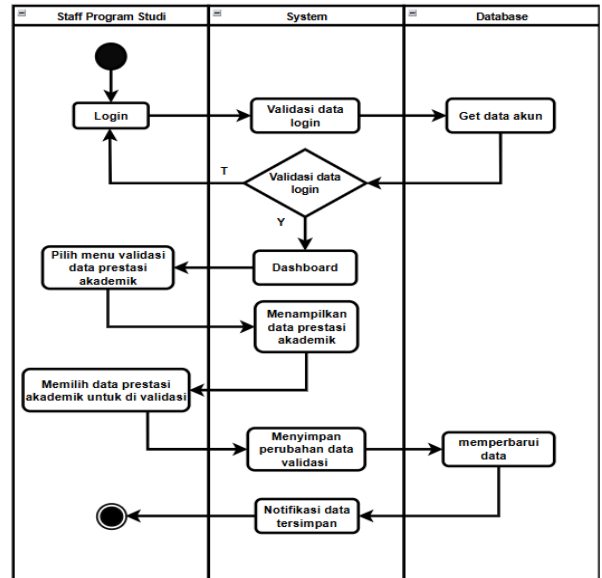 Staff Program Studi
System
Database
Login
Validasi data
login
Get data akun
Validasi data
login
T
Y
Dashboard
Pilih menu validasi
data prestasi
akademik
Menampilkan
data prestasi
akademik
Memilih data prestasi
akademik untuk di validasi
Menyimpan
perubahan data
validasi
memperbarui
data
Notifikasi data
tersimpan